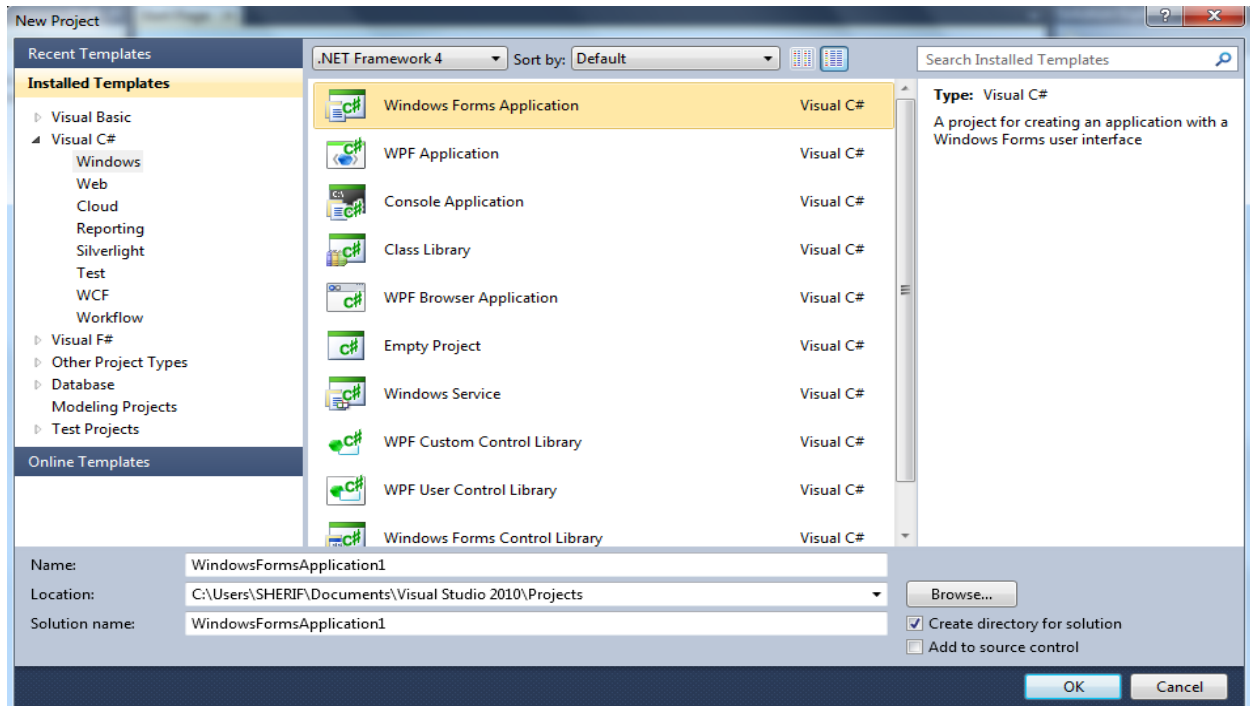 New Project
Recent Templates
Installed Templates
Visual Basic
Visual C#
Windows
Web
Cloud
Reporting
Silverlight
Test
WCF
Workflow
Visual F#
Other Project Types
Database
Modeling Projects
Test Projects
Online Templates
.NET Framework 4 Sort by: Default
Windows Forms Application Visual C#
WPF Application Visual C#
Console Application Visual C#
Class Library Visual C#
WPF Browser Application Visual C#
Empty Project Visual C#
Windows Service Visual C#
WPF Custom Control Library Visual C#
WPF User Control Library Visual C#
Windows Forms Control Library Visual C#
Search Installed Templates
Type: Visual C#
A project for creating an application with a
Windows Forms user interface
Name: WindowsFormsApplication1
Location: C:\Users\SHERIF\Documents\Visual Studio 2010\Projects Browse...
Solution name: WindowsFormsApplication1 Create directory for solution
Add to source control
OK Cancel